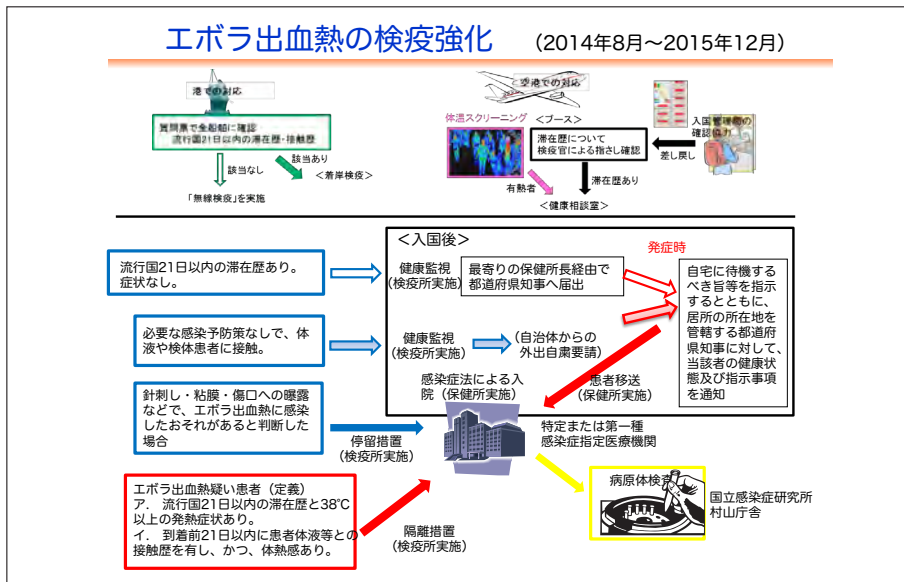 エボラ出血熱の検疫強化 （2014年8月～2015年12月）
港での対応
質問票で全船舶に確認
流行国21日以内の滞在歴・接触歴
該当なし
該当あり
＜着岸検疫＞
「無線検疫」を実施
空港での対応
体温スクリーニング
＜ブース＞
滞在歴について
検疫官による指さし確認
入国管理局の
確認協力
差し戻し
有熱者
滞在歴あり
＜健康相談室＞
＜入国後＞
発症時
流行国21日以内の滞在歴あり。
症状なし。
健康監視
（検疫所実施）
最寄りの保健所長経由で
都道府県知事へ届出
自宅に待機する
べき旨等を指示
するとともに、
居所の所在地を
管轄する都道府
県知事に対して、
当該者の健康状
態及び指示事項
を通知
必要な感染予防策なしで、体
液や検体患者に接触。
健康監視
（検疫所実施）
（自治体からの
外出自粛要請）
感染症法による入
院（保健所実施）
患者移送
（保健所実施）
針刺し・粘膜・傷口への曝露
などで、エボラ出血熱に感染
したおそれがあると判断した
場合
停留措置
（検疫所実施）
特定または第一種
感染症指定医療機関
エボラ出血熱疑い患者（定義）
ア． 流行国21日以内の滞在歴と38℃
以上の発熱症状あり。
イ． 到着前21日以内に患者体液等との
接触歴を有し、かつ、体熱感あり。
隔離措置
（検疫所実施）
病原体検査
国立感染症研究所
村山庁舎